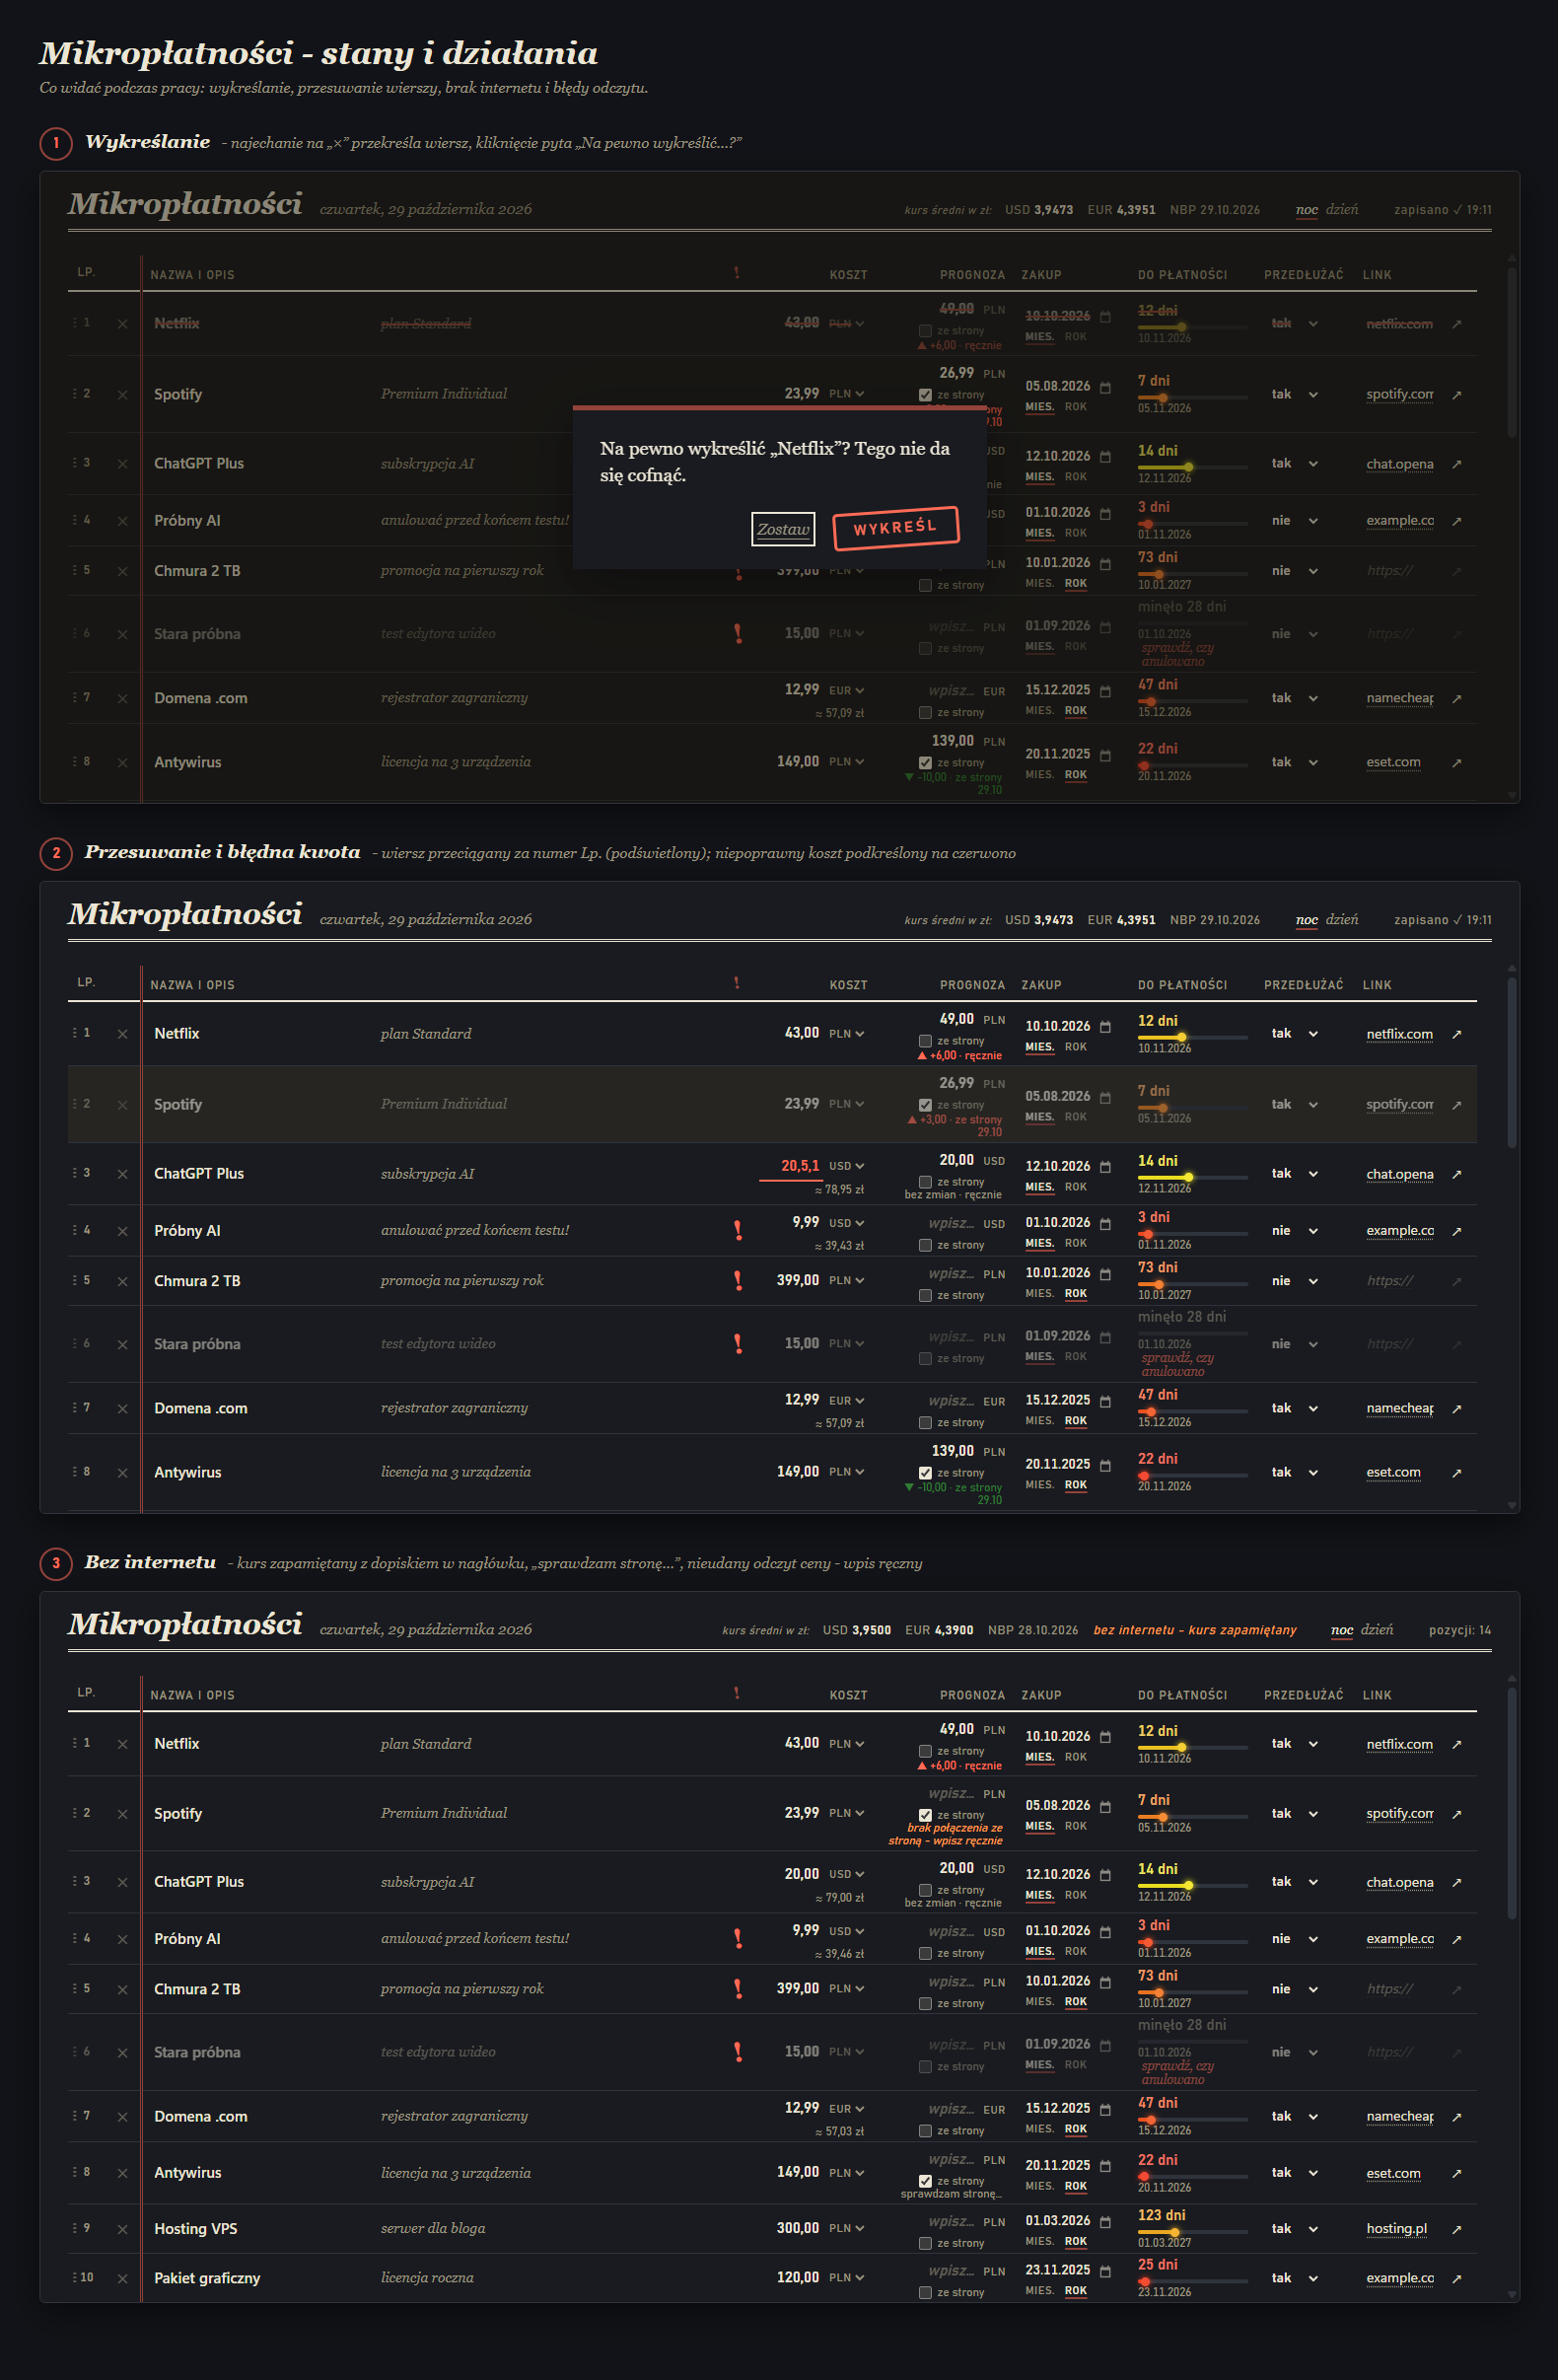 Mikropłatności - stany i działania
Co widać podczas pracy: wykreślanie, przesuwanie wierszy, brak internetu i błędy odczytu.
1 Wykreślanie - najechanie na „×” przekreśla wiersz, kliknięcie pyta „Na pewno wykreślić...?”
Mikropłatności czwartek, 29 października 2026 kurs średni w zł: USD 3,9473 EUR 4,3951 NBP 29.10.2026 noc dzień zapisano ✓ 19:11
LP. NAZWA I OPIS ! KOSZT PROGNOZA ZAKUP DO PŁATNOŚCI PRZEDŁUŻAĆ LINK
1 × Netflix plan Standard 43,00 PLN 49,00 PLN 10.10.2026 12 dni tak netflix.com ↗
ze strony MIES. ROK 10.11.2026
▲ +6,00 · ręcznie
2 × Spotify Premium Individual 23,99 PLN 26,99 PLN 05.08.2026 7 dni tak spotify.com ↗
ze strony MIES. ROK 05.11.2026
ony
9.10
Na pewno wykreślić „Netflix”? Tego nie da
się cofnąć.
Zostaw WYKREŚL
3 × ChatGPT Plus subskrypcja AI USD 12.10.2026 14 dni tak chat.opena ↗
nie MIES. ROK 12.11.2026
4 × Próbny AI anulować przed końcem testu! USD 01.10.2026 3 dni nie example.co ↗
MIES. ROK 01.11.2026
5 × Chmura 2 TB promocja na pierwszy rok ! 399,00 PLN PLN 10.01.2026 73 dni nie https:// ↗
ze strony MIES. ROK 10.01.2027
6 × Stara próbna test edytora wideo ! 15,00 PLN wpisz... PLN 01.09.2026 minęło 28 dni nie https:// ↗
ze strony MIES. ROK 01.10.2026
sprawdź, czy
anulowano
7 × Domena .com rejestrator zagraniczny 12,99 EUR wpisz... EUR 15.12.2025 47 dni tak namecheap ↗
≈ 57,09 zł ze strony MIES. ROK 15.12.2026
8 × Antywirus licencja na 3 urządzenia 149,00 PLN 139,00 PLN 20.11.2025 22 dni tak eset.com ↗
ze strony MIES. ROK 20.11.2026
▼ -10,00 · ze strony
29.10
2 Przesuwanie i błędna kwota - wiersz przeciągany za numer Lp. (podświetlony); niepoprawny koszt podkreślony na czerwono
Mikropłatności czwartek, 29 października 2026 kurs średni w zł: USD 3,9473 EUR 4,3951 NBP 29.10.2026 noc dzień zapisano ✓ 19:11
LP. NAZWA I OPIS ! KOSZT PROGNOZA ZAKUP DO PŁATNOŚCI PRZEDŁUŻAĆ LINK
1 × Netflix plan Standard 43,00 PLN 49,00 PLN 10.10.2026 12 dni tak netflix.com ↗
ze strony MIES. ROK 10.11.2026
▲ +6,00 · ręcznie
2 × Spotify Premium Individual 23,99 PLN 26,99 PLN 05.08.2026 7 dni tak spotify.com ↗
ze strony MIES. ROK 05.11.2026
▲ +3,00 · ze strony
29.10
3 × ChatGPT Plus subskrypcja AI 20,5,1 USD 20,00 USD 12.10.2026 14 dni tak chat.opena ↗
≈ 78,95 zł ze strony MIES. ROK 12.11.2026
bez zmian · ręcznie
4 × Próbny AI anulować przed końcem testu! ! 9,99 USD wpisz... USD 01.10.2026 3 dni nie example.co ↗
≈ 39,43 zł ze strony MIES. ROK 01.11.2026
5 × Chmura 2 TB promocja na pierwszy rok ! 399,00 PLN wpisz... PLN 10.01.2026 73 dni nie https:// ↗
ze strony MIES. ROK 10.01.2027
6 × Stara próbna test edytora wideo ! 15,00 PLN wpisz... PLN 01.09.2026 minęło 28 dni nie https:// ↗
ze strony MIES. ROK 01.10.2026
sprawdź, czy
anulowano
7 × Domena .com rejestrator zagraniczny 12,99 EUR wpisz... EUR 15.12.2025 47 dni tak namecheap ↗
≈ 57,09 zł ze strony MIES. ROK 15.12.2026
8 × Antywirus licencja na 3 urządzenia 149,00 PLN 139,00 PLN 20.11.2025 22 dni tak eset.com ↗
ze strony MIES. ROK 20.11.2026
▼ -10,00 · ze strony
29.10
3 Bez internetu - kurs zapamiętany z dopiskiem w nagłówku, „sprawdzam stronę...”, nieudany odczyt ceny - wpis ręczny
Mikropłatności czwartek, 29 października 2026 kurs średni w zł: USD 3,9500 EUR 4,3900 NBP 28.10.2026 bez internetu - kurs zapamiętany noc dzień pozycji: 14
LP. NAZWA I OPIS ! KOSZT PROGNOZA ZAKUP DO PŁATNOŚCI PRZEDŁUŻAĆ LINK
1 × Netflix plan Standard 43,00 PLN 49,00 PLN 10.10.2026 12 dni tak netflix.com ↗
ze strony MIES. ROK 10.11.2026
▲ +6,00 · ręcznie
2 × Spotify Premium Individual 23,99 PLN wpisz... PLN 05.08.2026 7 dni tak spotify.com ↗
ze strony MIES. ROK 05.11.2026
brak połączenia ze
stroną - wpisz ręcznie
3 × ChatGPT Plus subskrypcja AI 20,00 USD 20,00 USD 12.10.2026 14 dni tak chat.opena ↗
≈ 79,00 zł ze strony MIES. ROK 12.11.2026
bez zmian · ręcznie
4 × Próbny AI anulować przed końcem testu! ! 9,99 USD wpisz... USD 01.10.2026 3 dni nie example.co ↗
≈ 39,46 zł ze strony MIES. ROK 01.11.2026
5 × Chmura 2 TB promocja na pierwszy rok ! 399,00 PLN wpisz... PLN 10.01.2026 73 dni nie https:// ↗
ze strony MIES. ROK 10.01.2027
6 × Stara próbna test edytora wideo ! 15,00 PLN wpisz... PLN 01.09.2026 minęło 28 dni nie https:// ↗
ze strony MIES. ROK 01.10.2026
sprawdź, czy
anulowano
7 × Domena .com rejestrator zagraniczny 12,99 EUR wpisz... EUR 15.12.2025 47 dni tak namecheap ↗
≈ 57,03 zł ze strony MIES. ROK 15.12.2026
8 × Antywirus licencja na 3 urządzenia 149,00 PLN wpisz... PLN 20.11.2025 22 dni tak eset.com ↗
ze strony MIES. ROK 20.11.2026
sprawdzam stronę...
9 × Hosting VPS serwer dla bloga 300,00 PLN wpisz... PLN 01.03.2026 123 dni tak hosting.pl ↗
ze strony MIES. ROK 01.03.2027
10 × Pakiet graficzny licencja roczna 120,00 PLN wpisz... PLN 23.11.2025 25 dni tak example.co ↗
ze strony MIES. ROK 23.11.2026